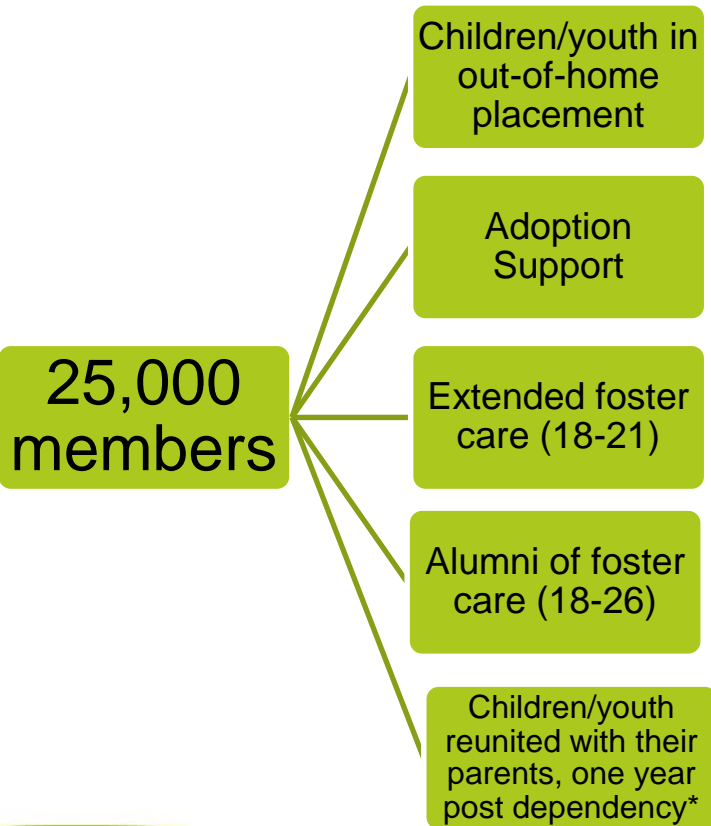 Children/youth in
out-of-home
placement
Adoption
Support
25,000
members
Extended foster
care (18-21)
Alumni of foster
care (18-26)
Children/youth
reunited with their
parents, one year
post dependency*